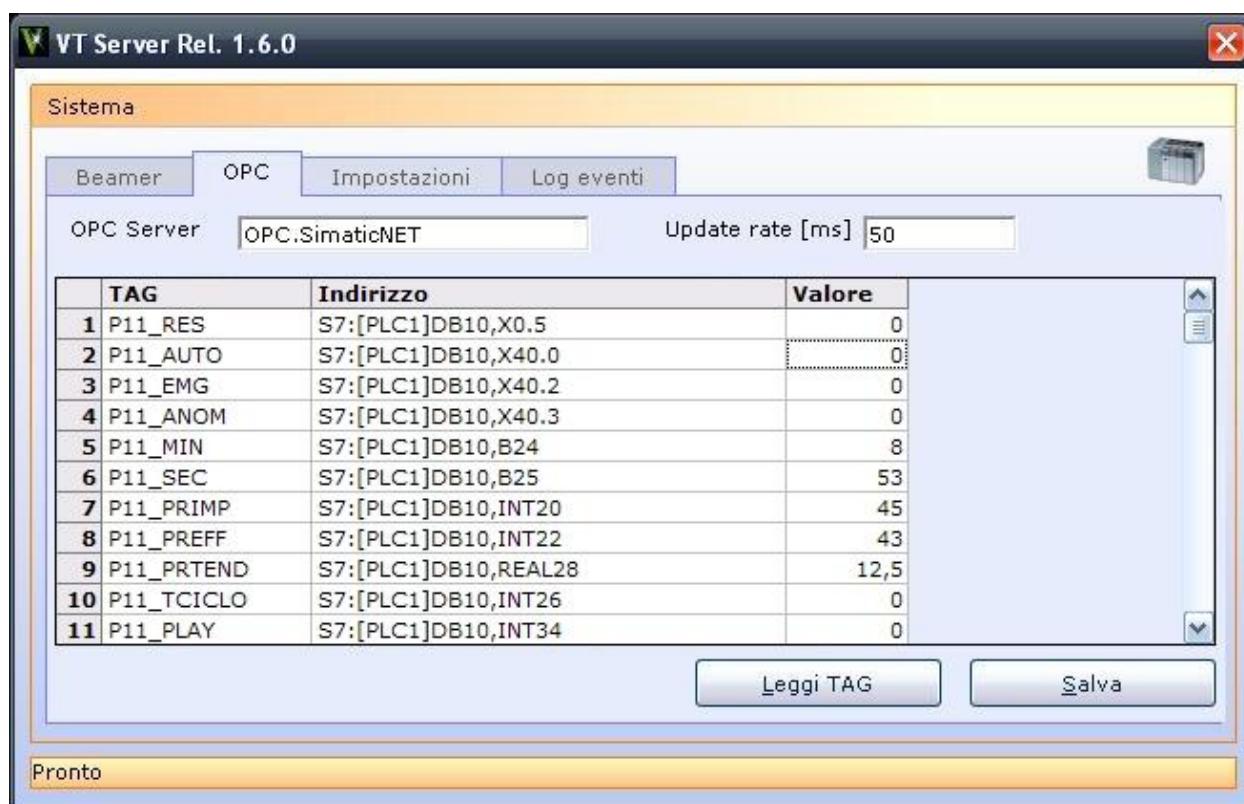 VT Server Rel. 1.6.0
Sistema
Beamer OPC Impostazioni Log eventi
OPC Server OPC.SimaticNET Update rate [ms] 50
TAG Indirizzo Valore
1 P11_RES S7:[PLC1]DB10,X0.5 0
2 P11_AUTO S7:[PLC1]DB10,X40.0 0
3 P11_EMG S7:[PLC1]DB10,X40.2 0
4 P11_ANOM S7:[PLC1]DB10,X40.3 0
5 P11_MIN S7:[PLC1]DB10,B24 8
6 P11_SEC S7:[PLC1]DB10,B25 53
7 P11_PRIMP S7:[PLC1]DB10,INT20 45
8 P11_PREFF S7:[PLC1]DB10,INT22 43
9 P11_PRTEND S7:[PLC1]DB10,REAL28 12,5
10 P11_TCICLO S7:[PLC1]DB10,INT26 0
11 P11_PLAY S7:[PLC1]DB10,INT34 0
Leggi TAG Salva
Pronto